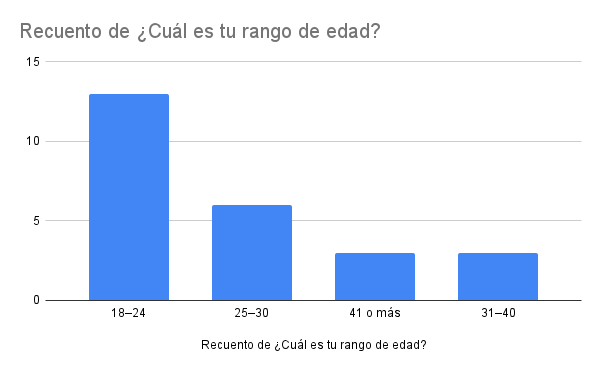 Recuento de ¿Cuál es tu rango de edad?
15
10
5
0
18–24
25–30
41 o más
31–40
Recuento de ¿Cuál es tu rango de edad?